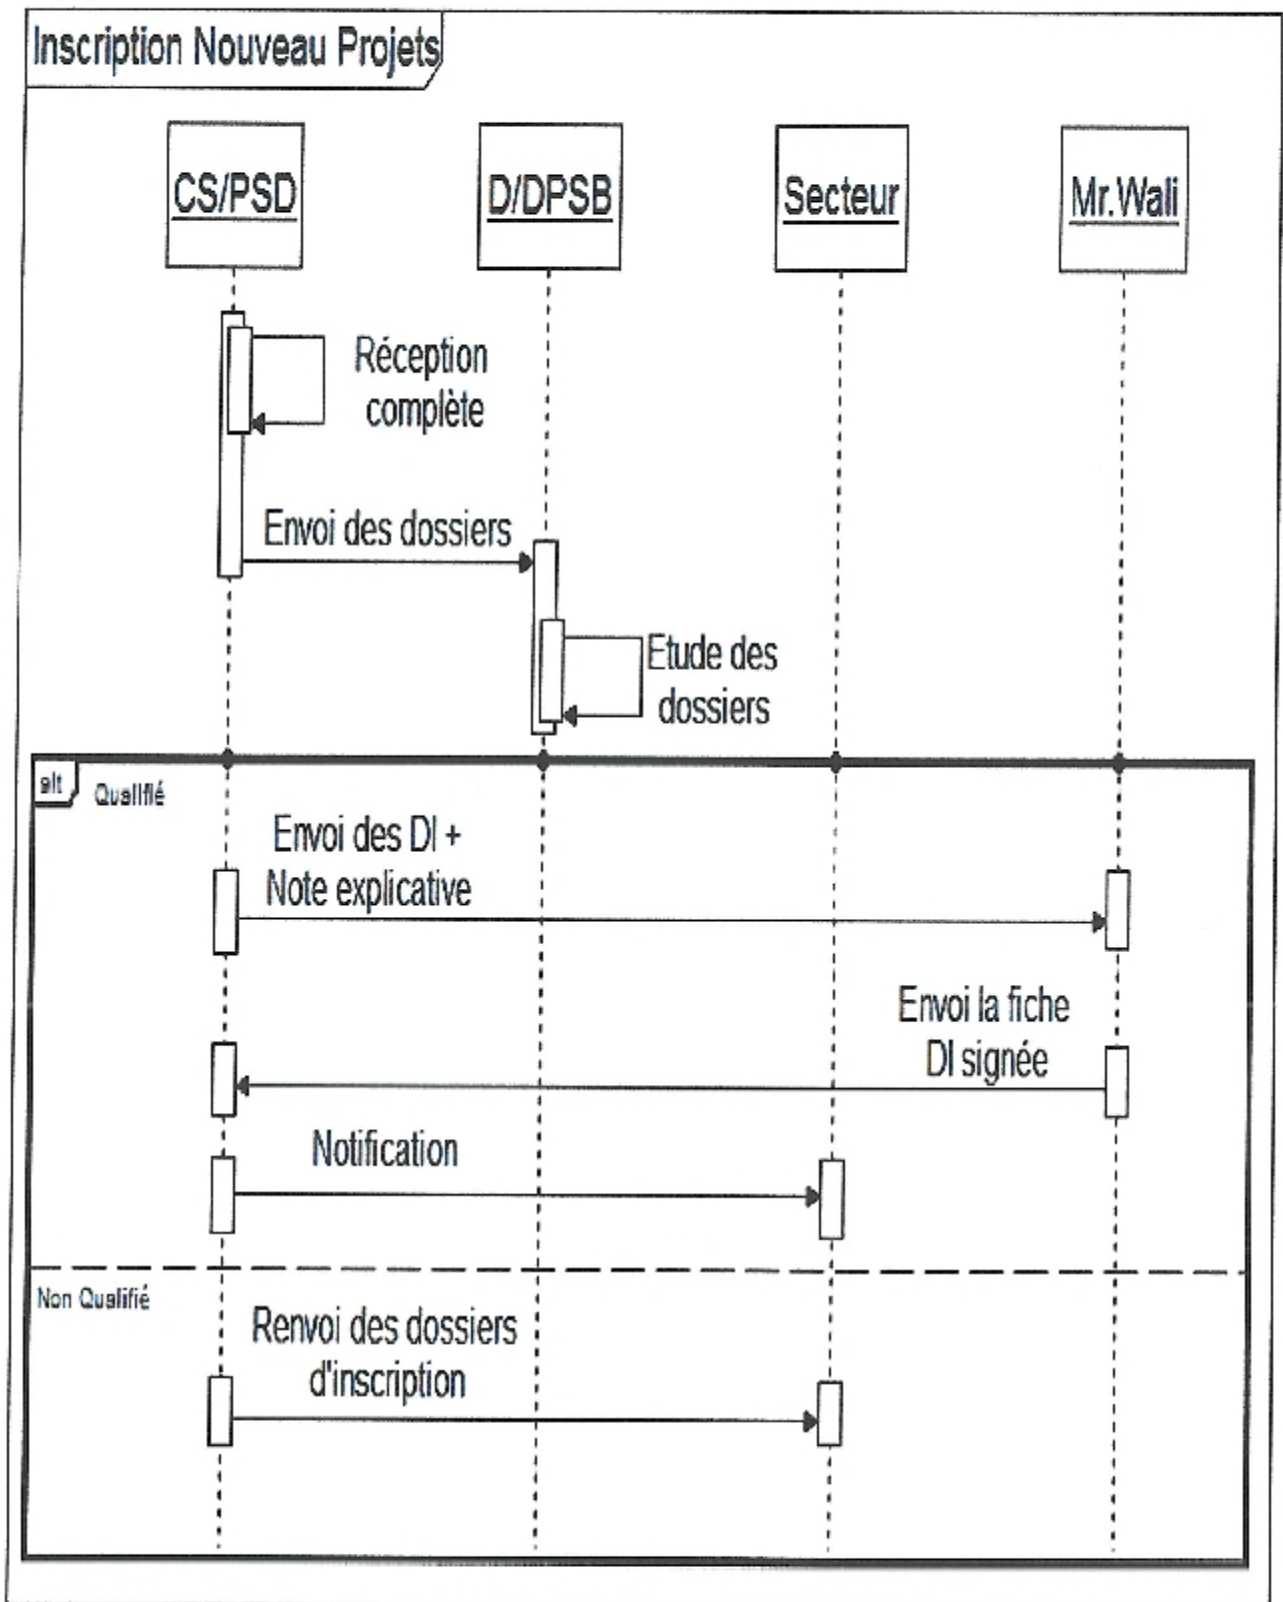 Inscription Nouveau Projets
CS/PSD
D/DPSB
Secteur
Mr.Wali
Réception
complète
Envoi des dossiers
Etude des
dossiers
alt
Qualifié
Envoi des DI +
Note explicative
Envoi la fiche
DI signée
Notification
Non Qualifié
Renvoi des dossiers
d'inscription